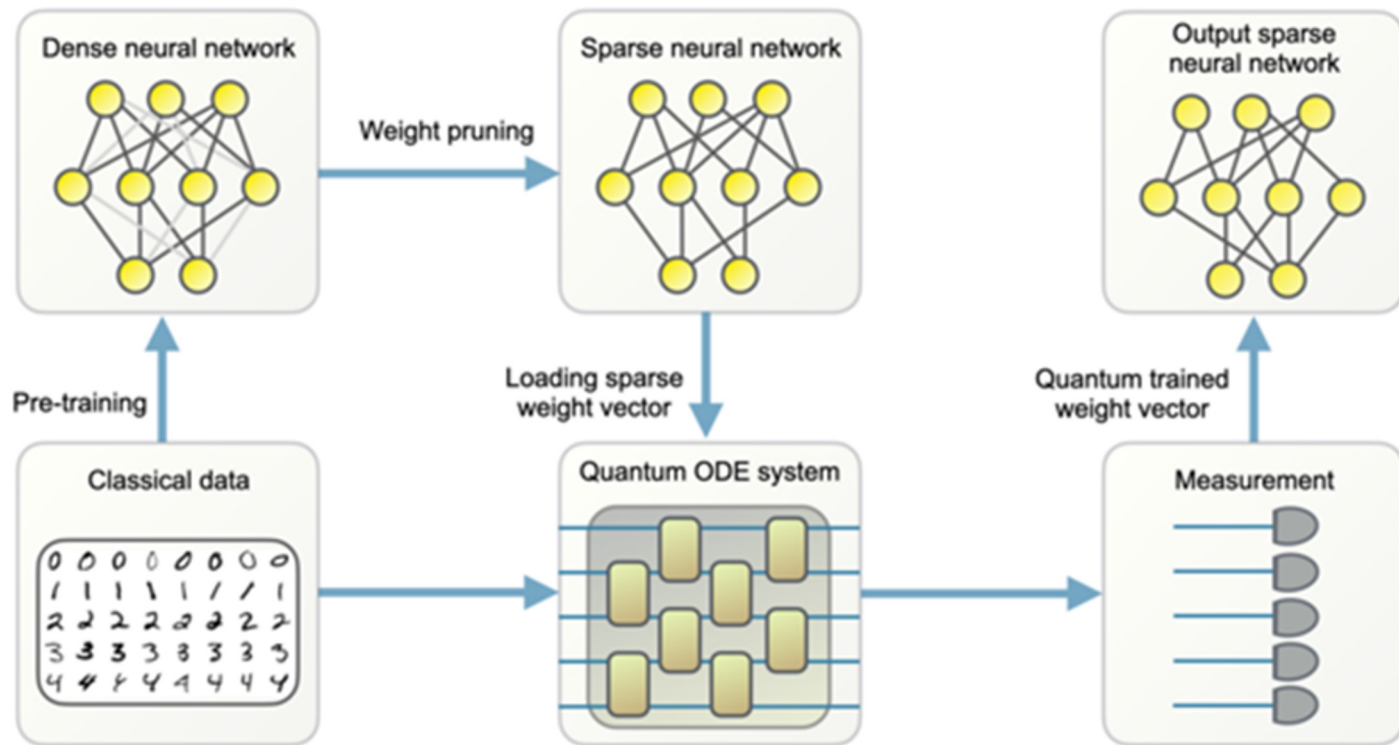 Dense neural network
Weight pruning
Sparse neural network
Output sparse
neural network
Pre-training
Loading sparse
weight vector
Quantum trained
weight vector
Classical data
0 0 0 0 0 0 0 0
1 1 1 1 1 1 1 1
2 2 2 2 2 2 2 2
3 3 3 3 3 3 3 3
4 4 4 4 4 4 4 4
Quantum ODE system
Measurement